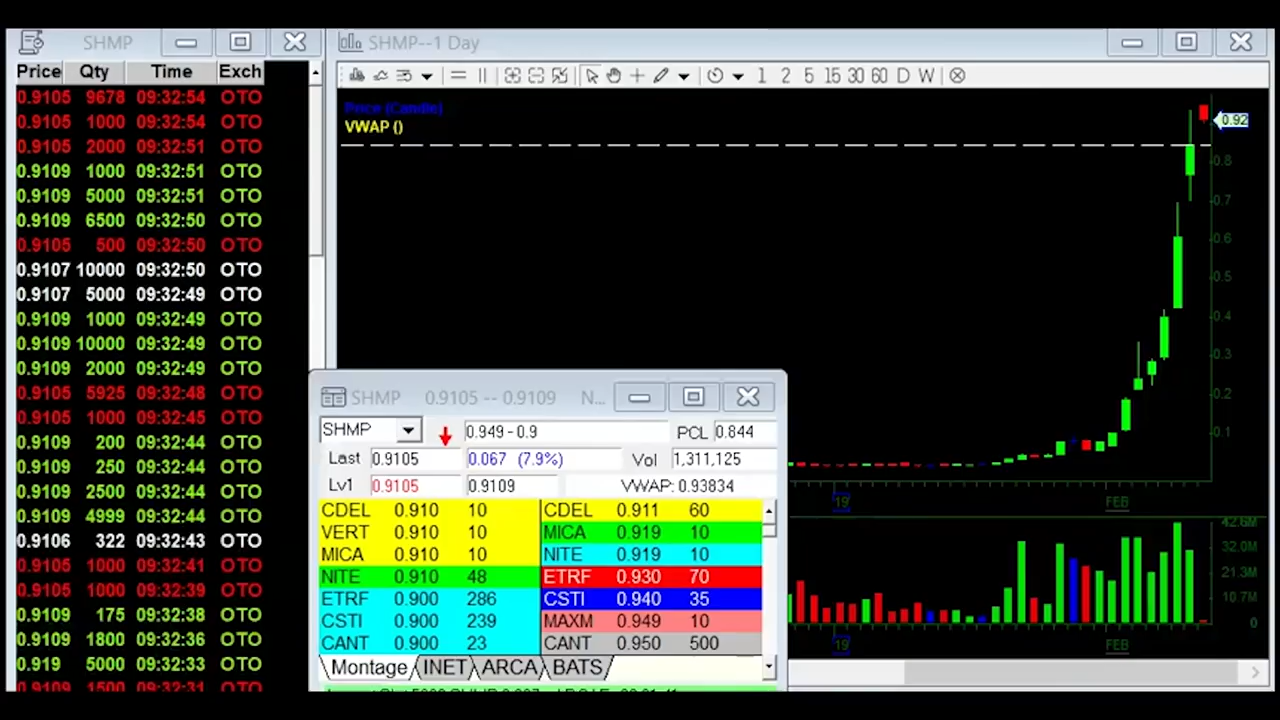 SHMP
Price Qty Time Exch
0.9105 9678 09:32:54 OTO
0.9105 1000 09:32:54 OTO
0.9105 2000 09:32:51 OTO
0.9109 1000 09:32:51 OTO
0.9109 5000 09:32:51 OTO
0.9109 6500 09:32:50 OTO
0.9105 500 09:32:50 OTO
0.9107 10000 09:32:50 OTO
0.9107 5000 09:32:49 OTO
0.9109 1000 09:32:49 OTO
0.9109 10000 09:32:49 OTO
0.9109 2000 09:32:49 OTO
0.9105 5925 09:32:48 OTO
0.9105 1000 09:32:45 OTO
0.9109 200 09:32:44 OTO
0.9109 250 09:32:44 OTO
0.9109 2500 09:32:44 OTO
0.9109 4999 09:32:44 OTO
0.9106 322 09:32:43 OTO
0.9105 1000 09:32:41 OTO
0.9105 1000 09:32:39 OTO
0.9109 175 09:32:38 OTO
0.9109 1800 09:32:36 OTO
0.919 5000 09:32:33 OTO
0.9109 1500 09:32:31 OTO
SHMP--1 Day
1 2 5 15 30 60 D W
Price (Candle)
VWAP ()
0.92
0.8
0.7
0.6
0.5
0.4
0.3
0.2
0.1
19 FEB
42.6M
32.0M
21.3M
10.7M
0
19 FEB
SHMP 0.9105 -- 0.9109 N...
SHMP 0.949 - 0.9 PCL 0.844
Last 0.9105 0.067 (7.9%) Vol 1,311,125
Lv1 0.9105 0.9109 VWAP: 0.93834
CDEL 0.910 10 CDEL 0.911 60
VERT 0.910 10 MICA 0.919 10
MICA 0.910 10 NITE 0.919 10
NITE 0.910 48 ETRF 0.930 70
ETRF 0.900 286 CSTI 0.940 35
CSTI 0.900 239 MAXM 0.949 10
CANT 0.900 23 CANT 0.950 500
Montage INET ARCA BATS